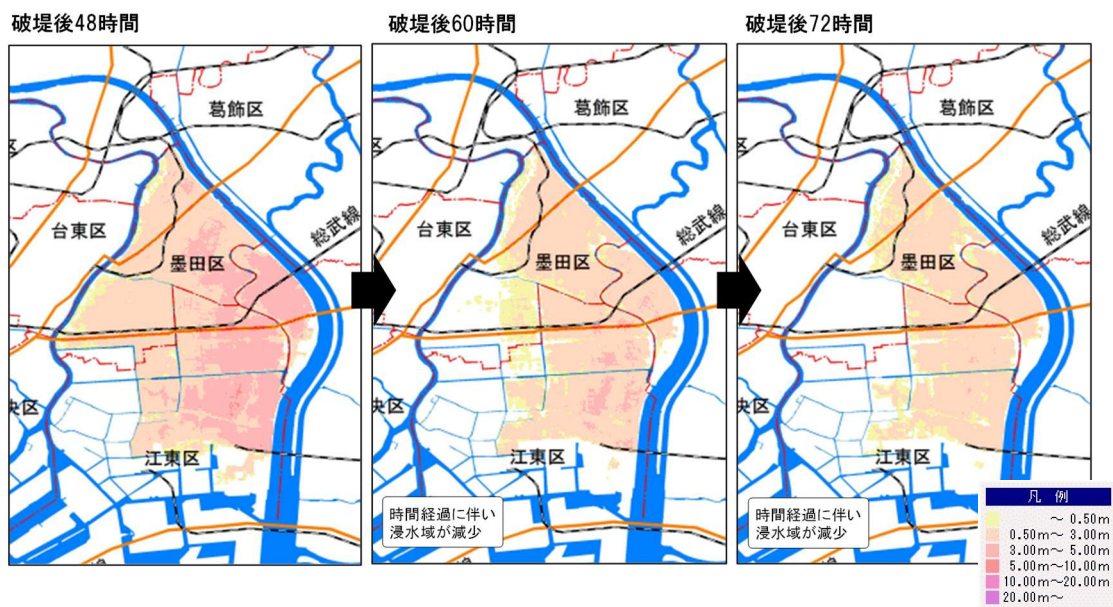 破堤後48時間
破堤後60時間
破堤後72時間
葛飾区
台東区
墨田区
総武線
江東区
央区
葛飾区
台東区
墨田区
総武線
江東区
央区
時間経過に伴い
浸水域が減少
葛飾区
台東区
墨田区
総武線
江東区
央区
時間経過に伴い
浸水域が減少
凡 例
～ 0.50m
0.50m～ 3.00m
3.00m～ 5.00m
5.00m～10.00m
10.00m～20.00m
20.00m～